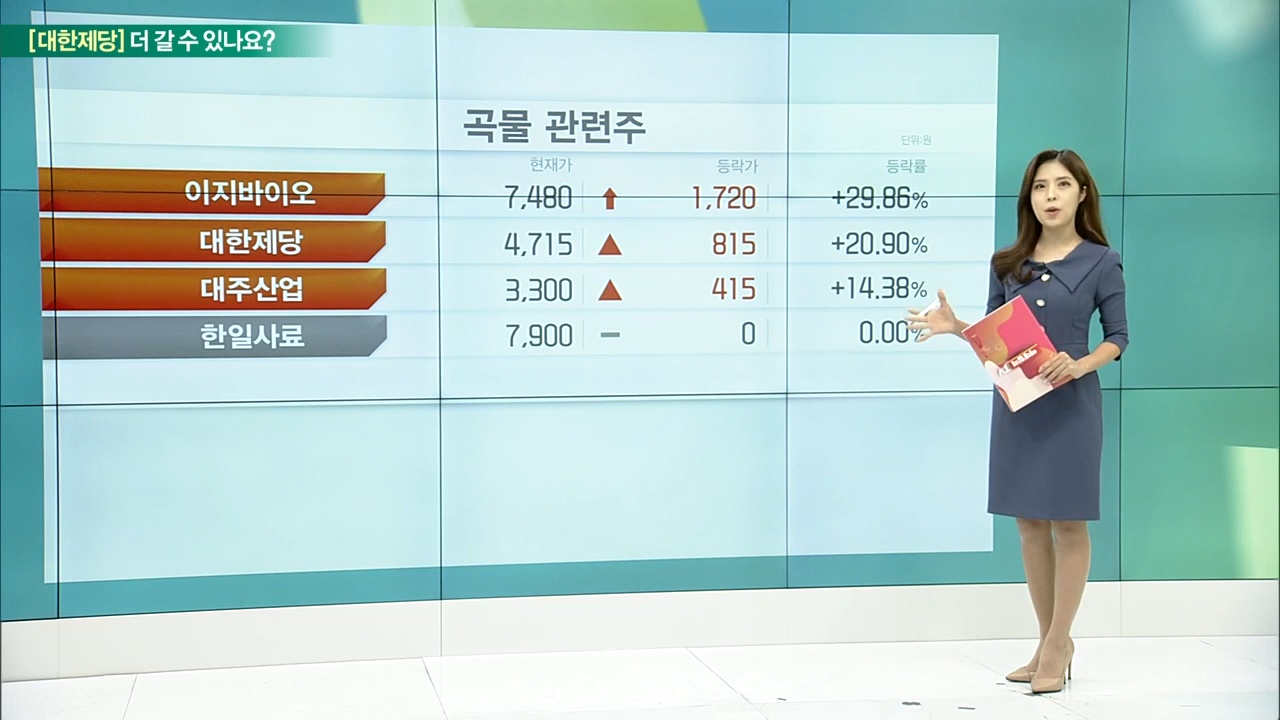 [대한제당] 더 갈 수 있나요?
곡물 관련주
단위:원
현재가 등락가 등락률
이지바이오 7,480 ⬆ 1,720 +29.86%
대한제당 4,715 ▲ 815 +20.90%
대주산업 3,300 ▲ 415 +14.38%
한일사료 7,900 – 0 0.00%